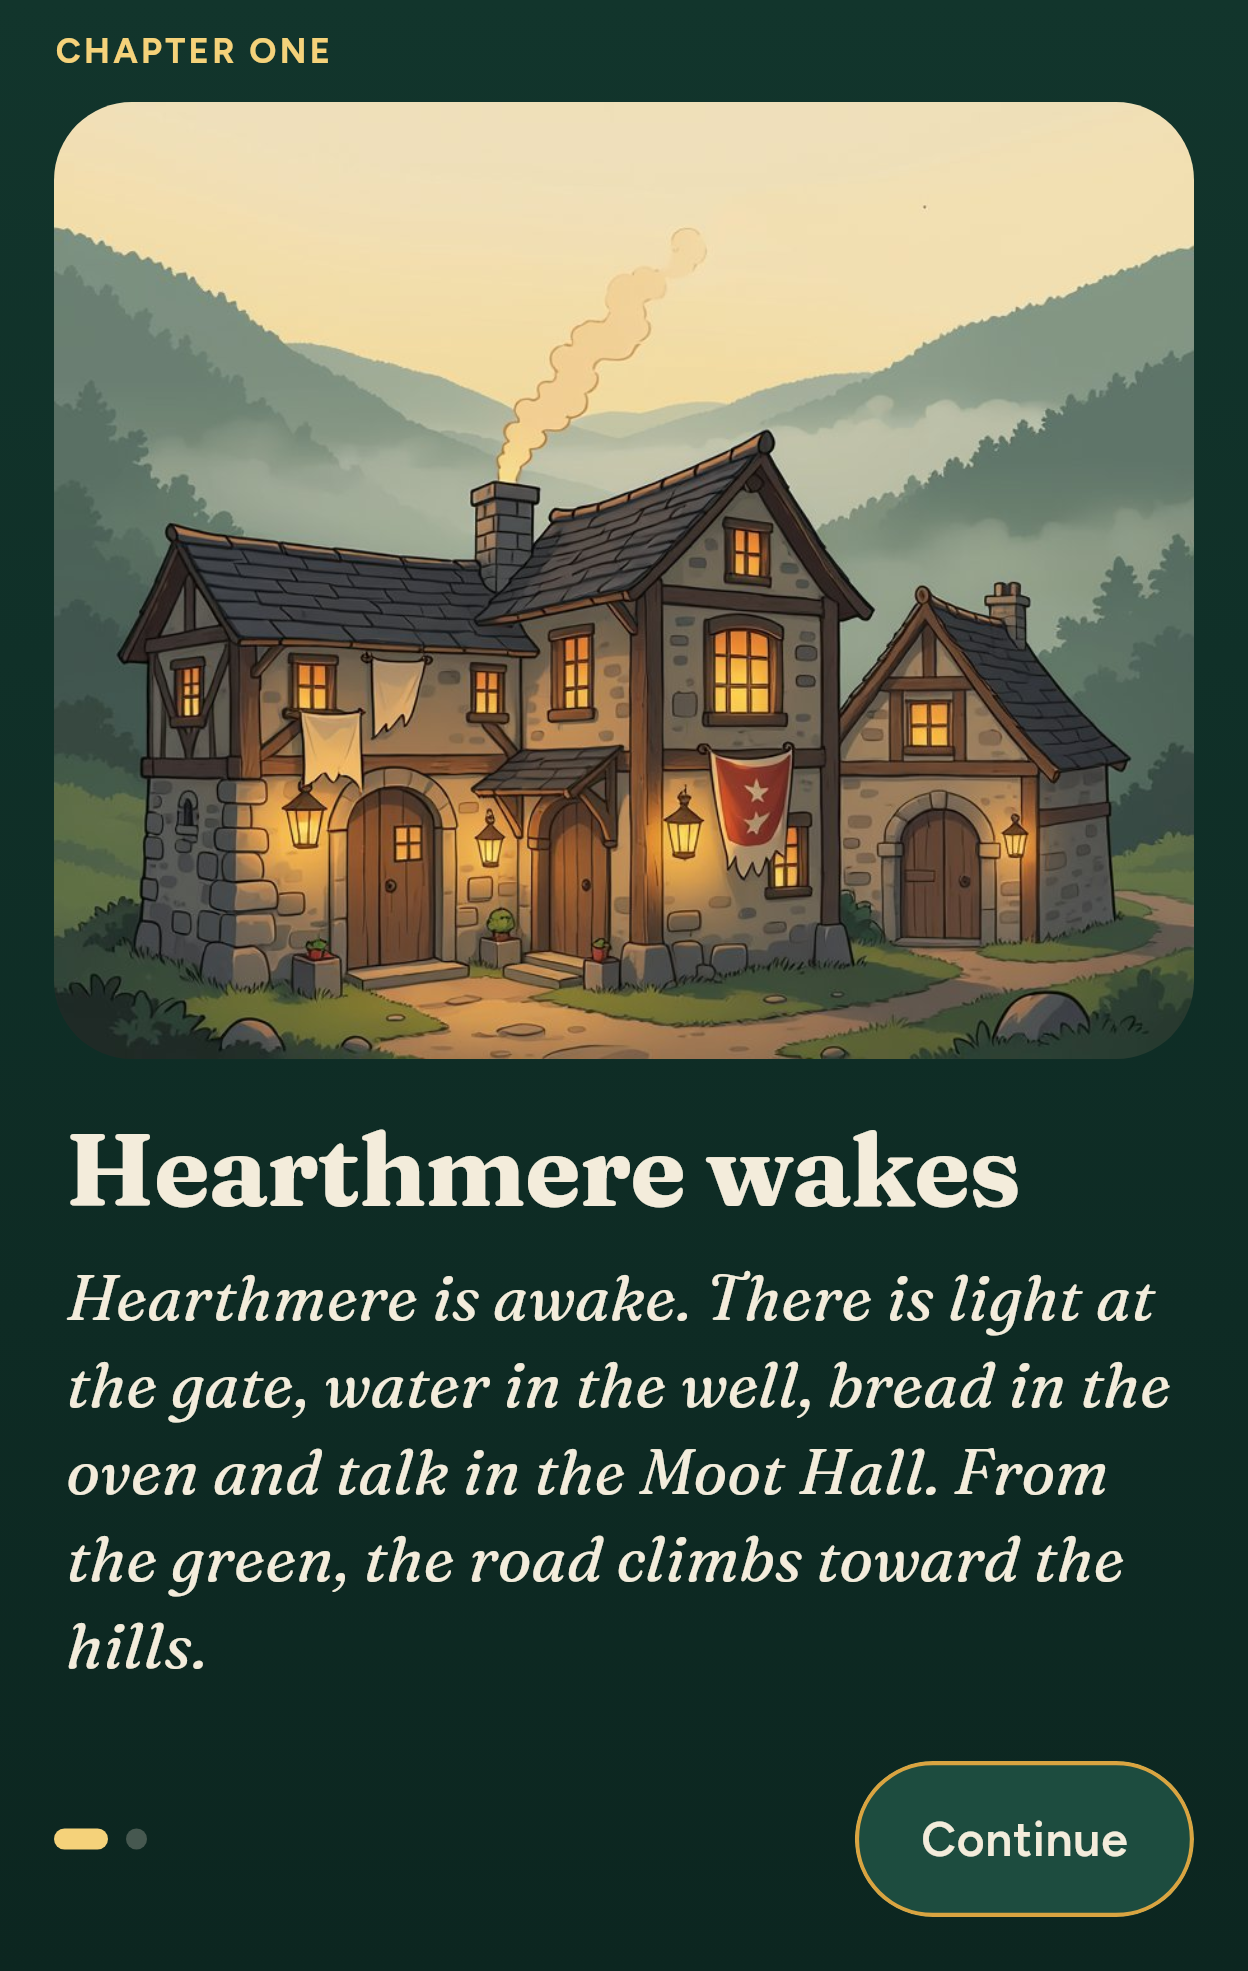 CHAPTER ONE
Hearthmere wakes
Hearthmere is awake. There is light at
the gate, water in the well, bread in the
oven and talk in the Moot Hall. From
the green, the road climbs toward the
hills.
Continue